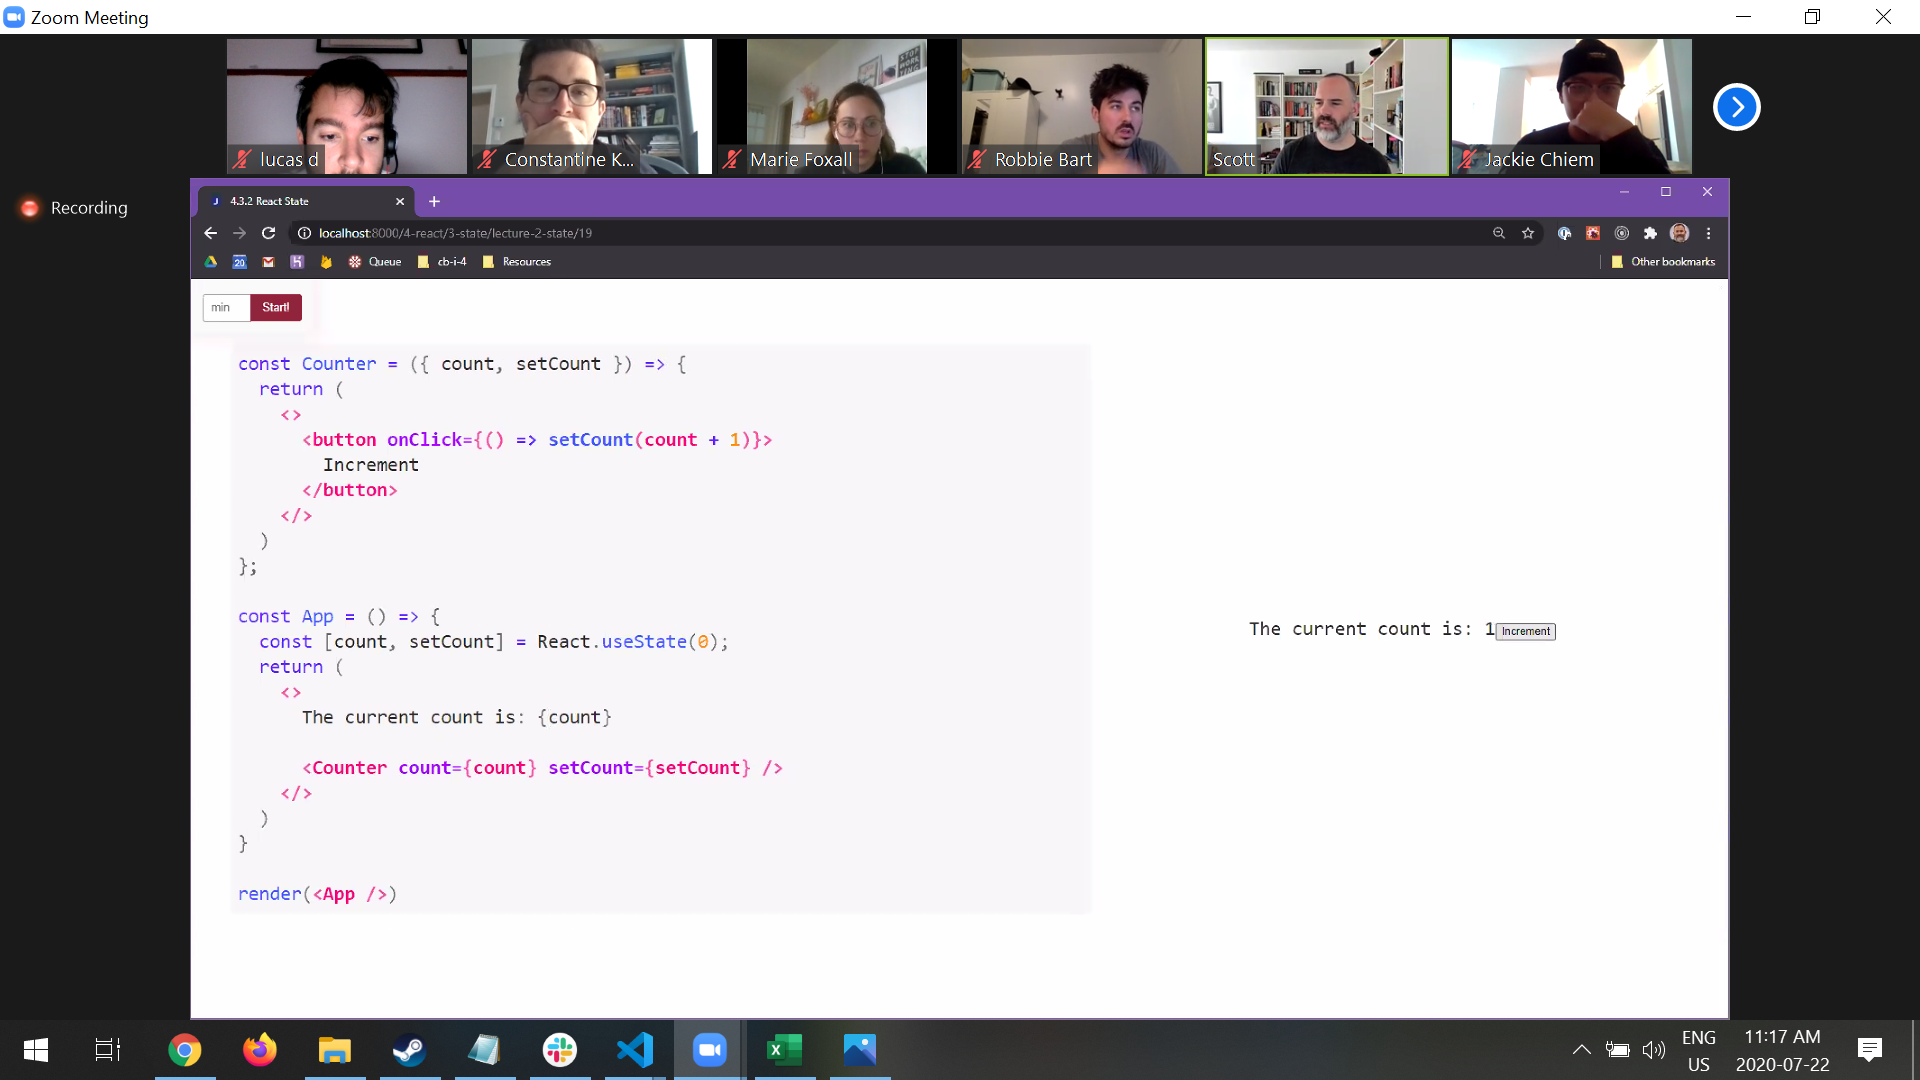 Zoom Meeting
STOP WORKING
lucas d
Constantine K...
Marie Foxall
Robbie Bart
Scott
Jackie Chiem
Recording
4.3.2 React State
localhost:8000/4-react/3-state/lecture-2-state/19
20
Queue
cb-i-4
Resources
Other bookmarks
min
Start!
const Counter = ({ count, setCount }) => {
return (
<>
<button onClick={() => setCount(count + 1)}>
Increment
</button>
</>
)
};
const App = () => {
const [count, setCount] = React.useState(0);
return (
<>
The current count is: {count}
<Counter count={count} setCount={setCount} />
</>
)
}
render(<App />)
The current count is: 1
Increment
ENG
US
11:17 AM
2020-07-22